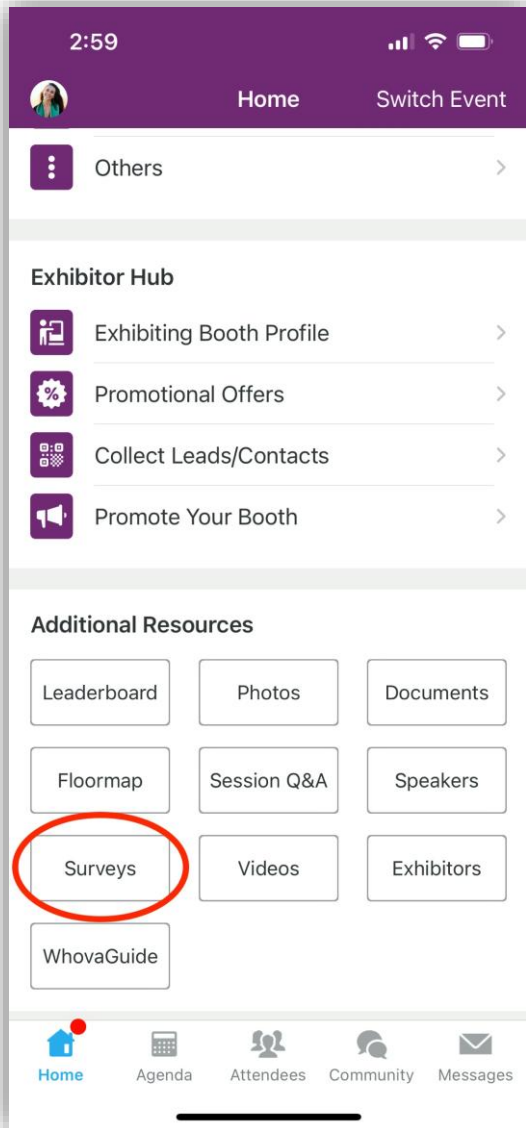 2:59
Home Switch Event
Others
Exhibitor Hub
Exhibiting Booth Profile
% Promotional Offers
Collect Leads/Contacts
Promote Your Booth
Additional Resources
Leaderboard Photos Documents
Floormap Session Q&A Speakers
Surveys Videos Exhibitors
WhovaGuide
Home Agenda Attendees Community Messages